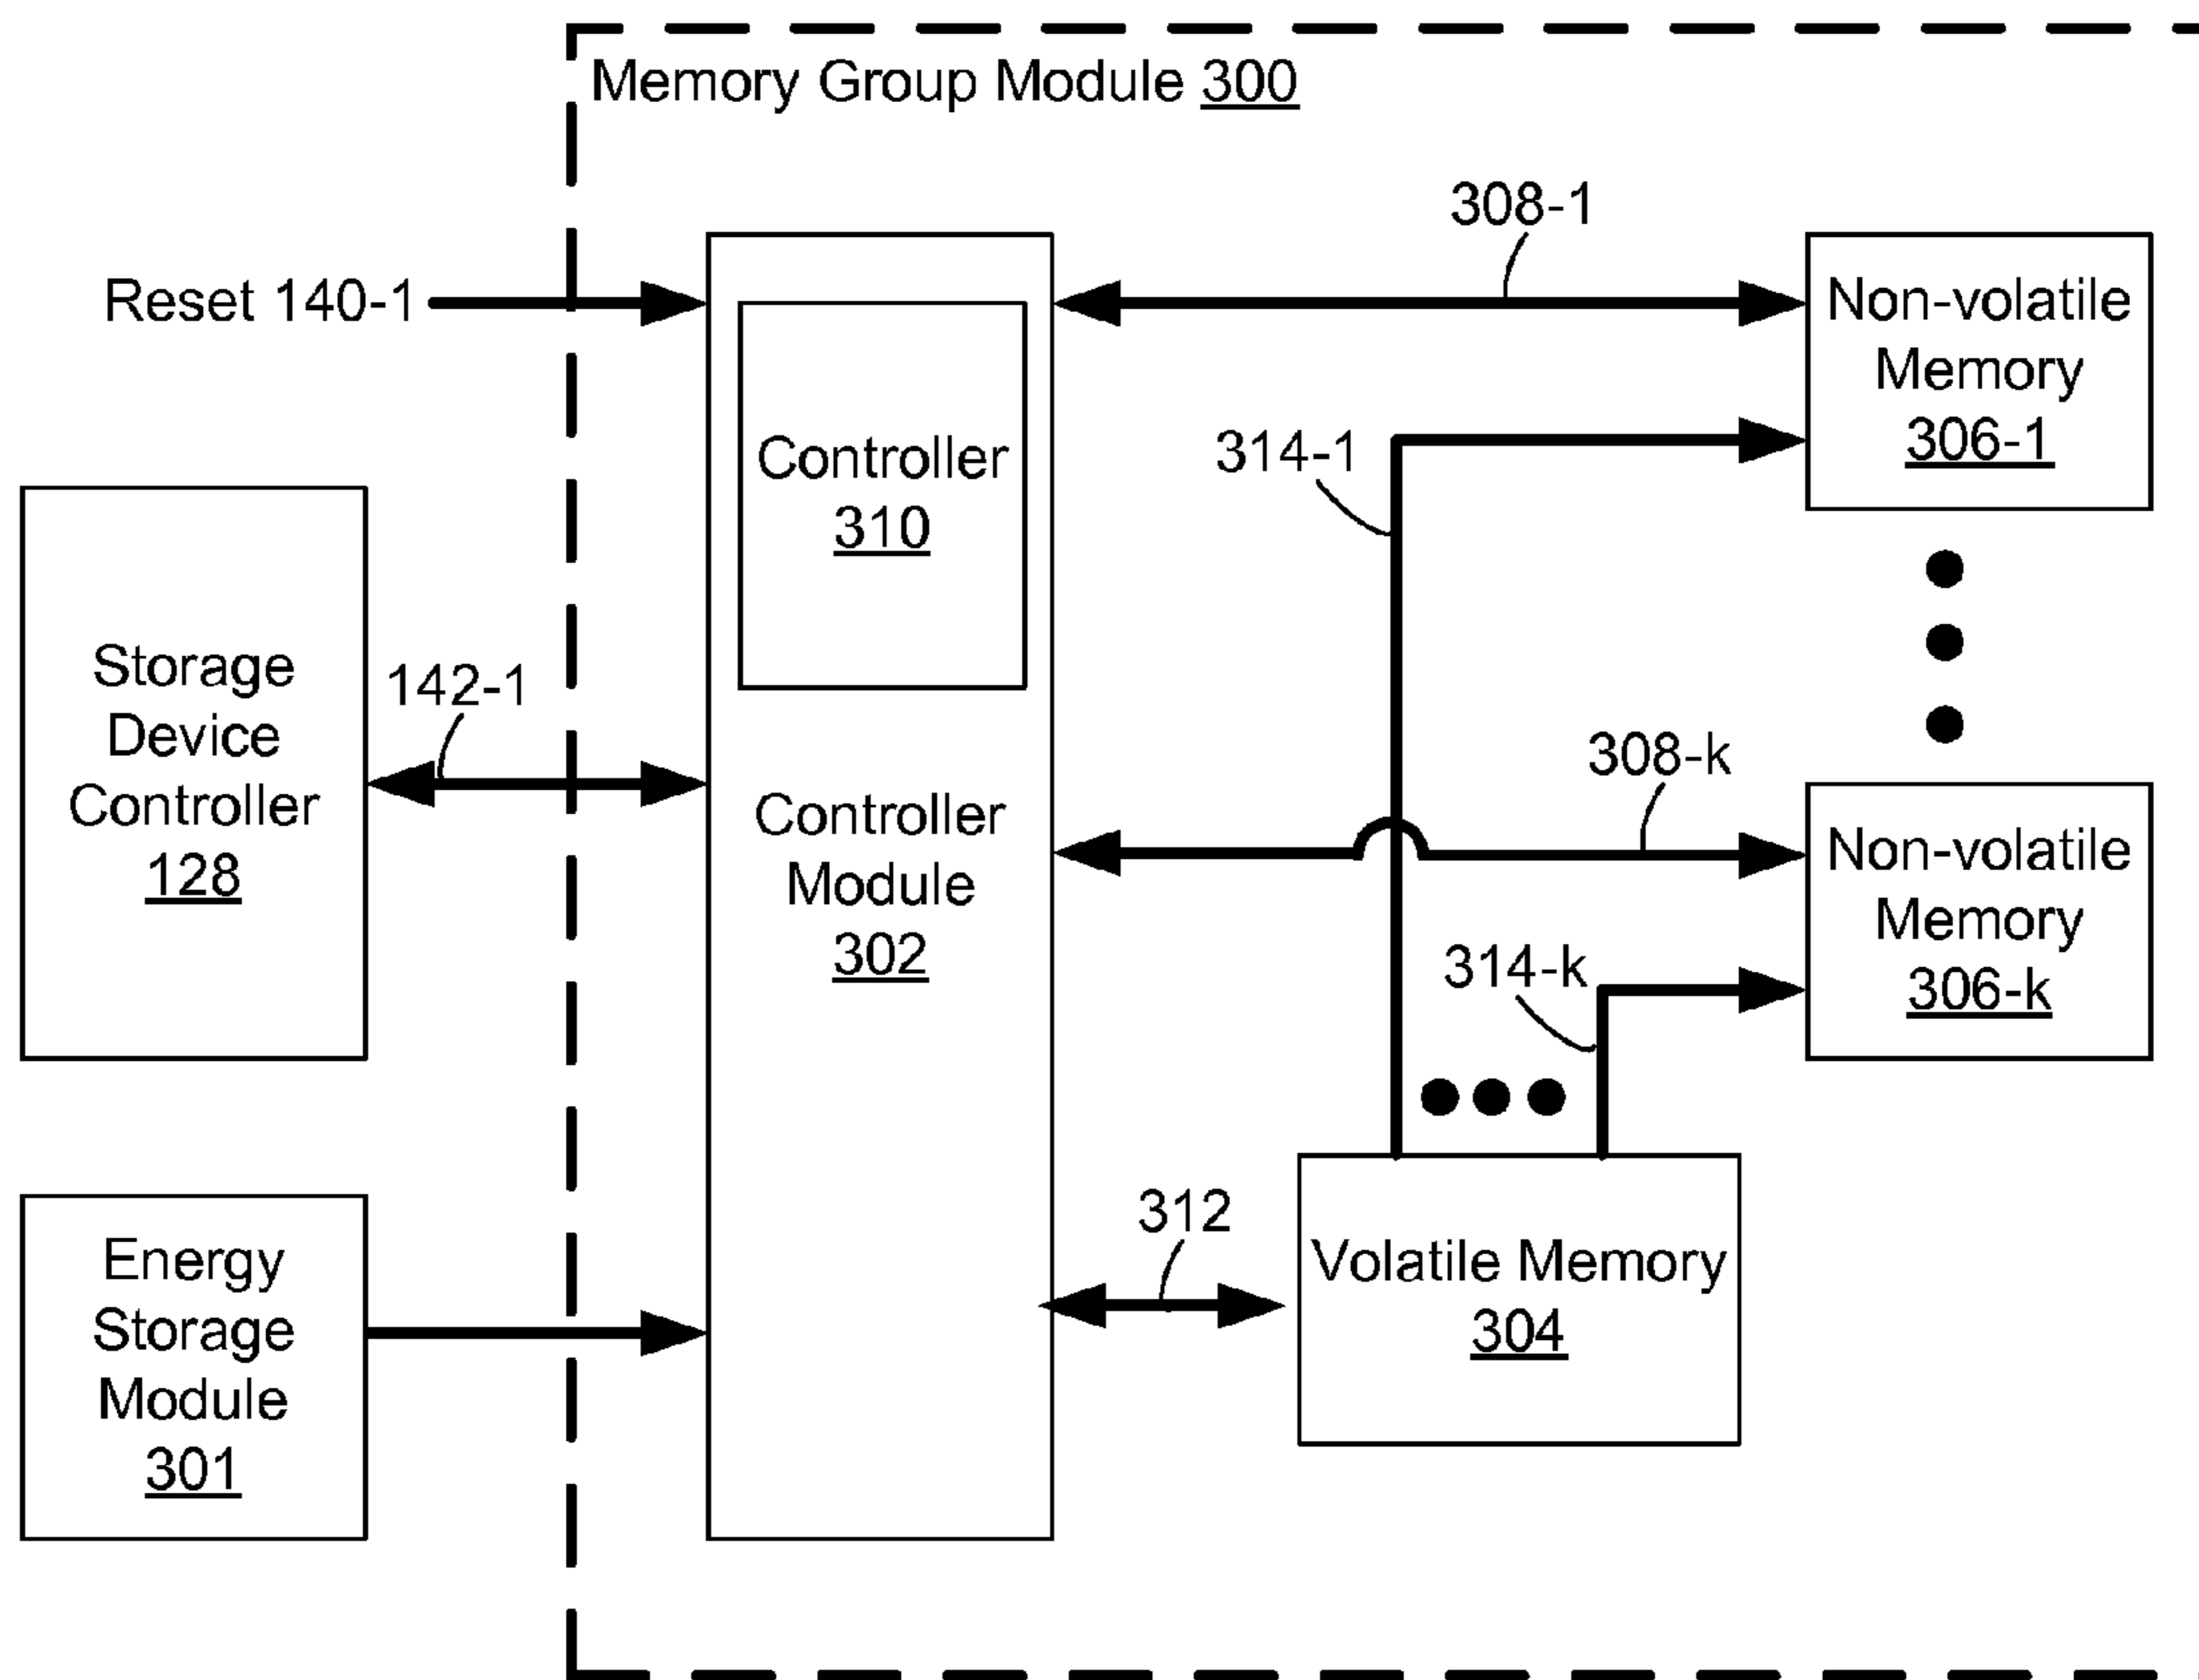 Memory Group Module 300
308-1
Reset 140-1
Non-volatile
Memory
306-1
Controller
310
314-1
Storage
Device
Controller
128
142-1
Controller
Module
302
308-k
Non-volatile
Memory
306-k
314-k
312
Energy
Storage
Module
301
Volatile Memory
304